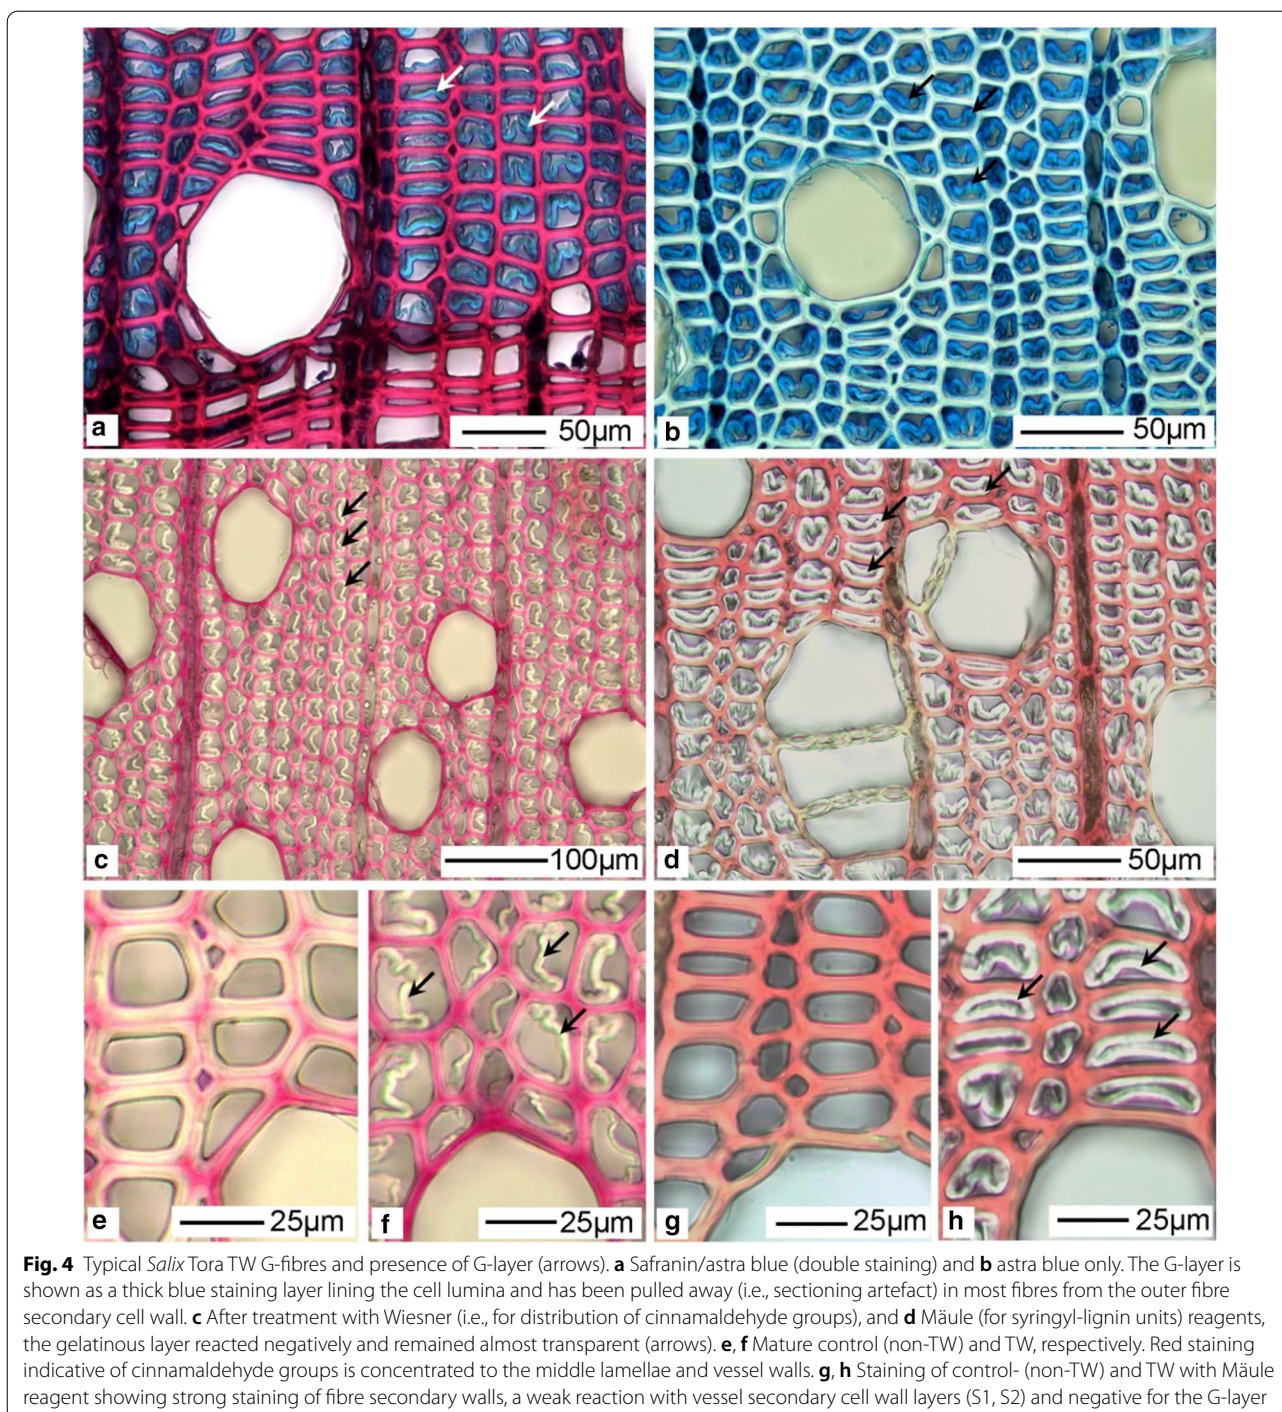 a
50µm
b
50µm
c
100µm
d
50µm
e
25µm
f
25µm
g
25µm
h
25µm
Fig. 4 Typical Salix Tora TW G-fibres and presence of G-layer (arrows). a Safranin/astra blue (double staining) and b astra blue only. The G-layer is
shown as a thick blue staining layer lining the cell lumina and has been pulled away (i.e., sectioning artefact) in most fibres from the outer fibre
secondary cell wall. c After treatment with Wiesner (i.e., for distribution of cinnamaldehyde groups), and d Mäule (for syringyl-lignin units) reagents,
the gelatinous layer reacted negatively and remained almost transparent (arrows). e, f Mature control (non-TW) and TW, respectively. Red staining
indicative of cinnamaldehyde groups is concentrated to the middle lamellae and vessel walls. g, h Staining of control- (non-TW) and TW with Mäule
reagent showing strong staining of fibre secondary walls, a weak reaction with vessel secondary cell wall layers (S1, S2) and negative for the G-layer